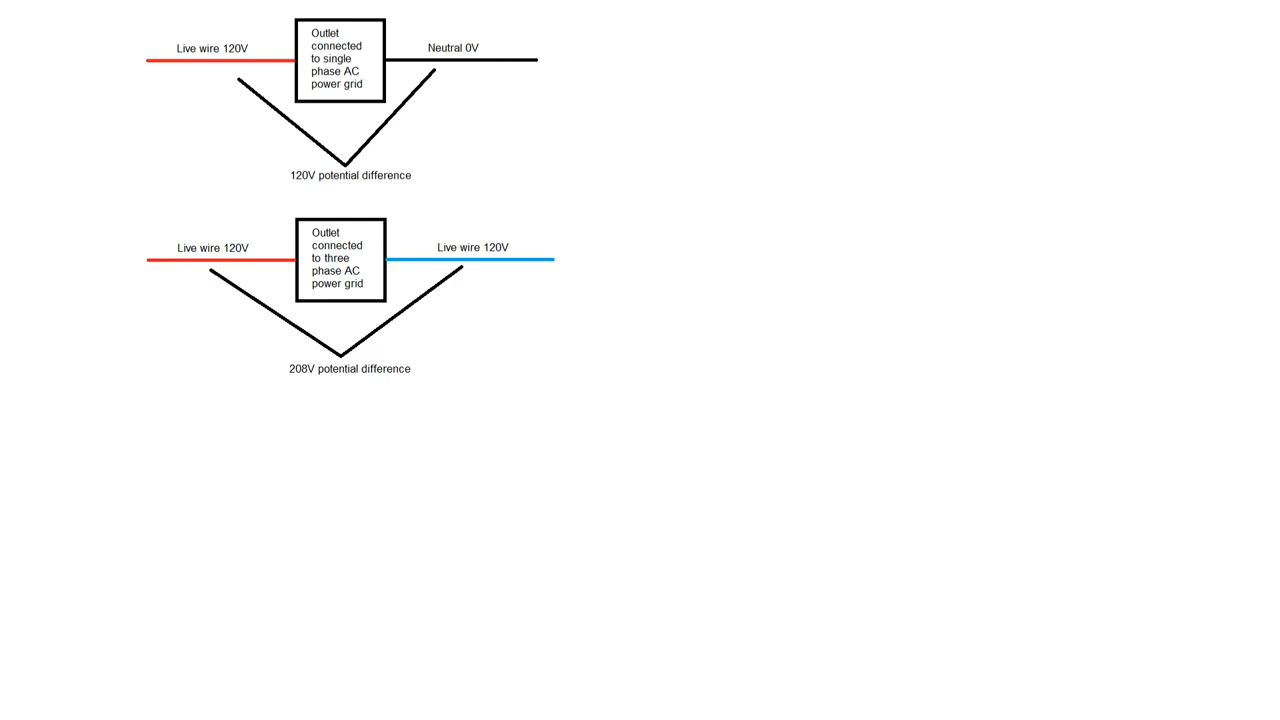 Live wire 120V
Outlet
connected
to single
phase AC
power grid
Neutral 0V
120V potential difference
Live wire 120V
Outlet
connected
to three
phase AC
power grid
Live wire 120V
208V potential difference